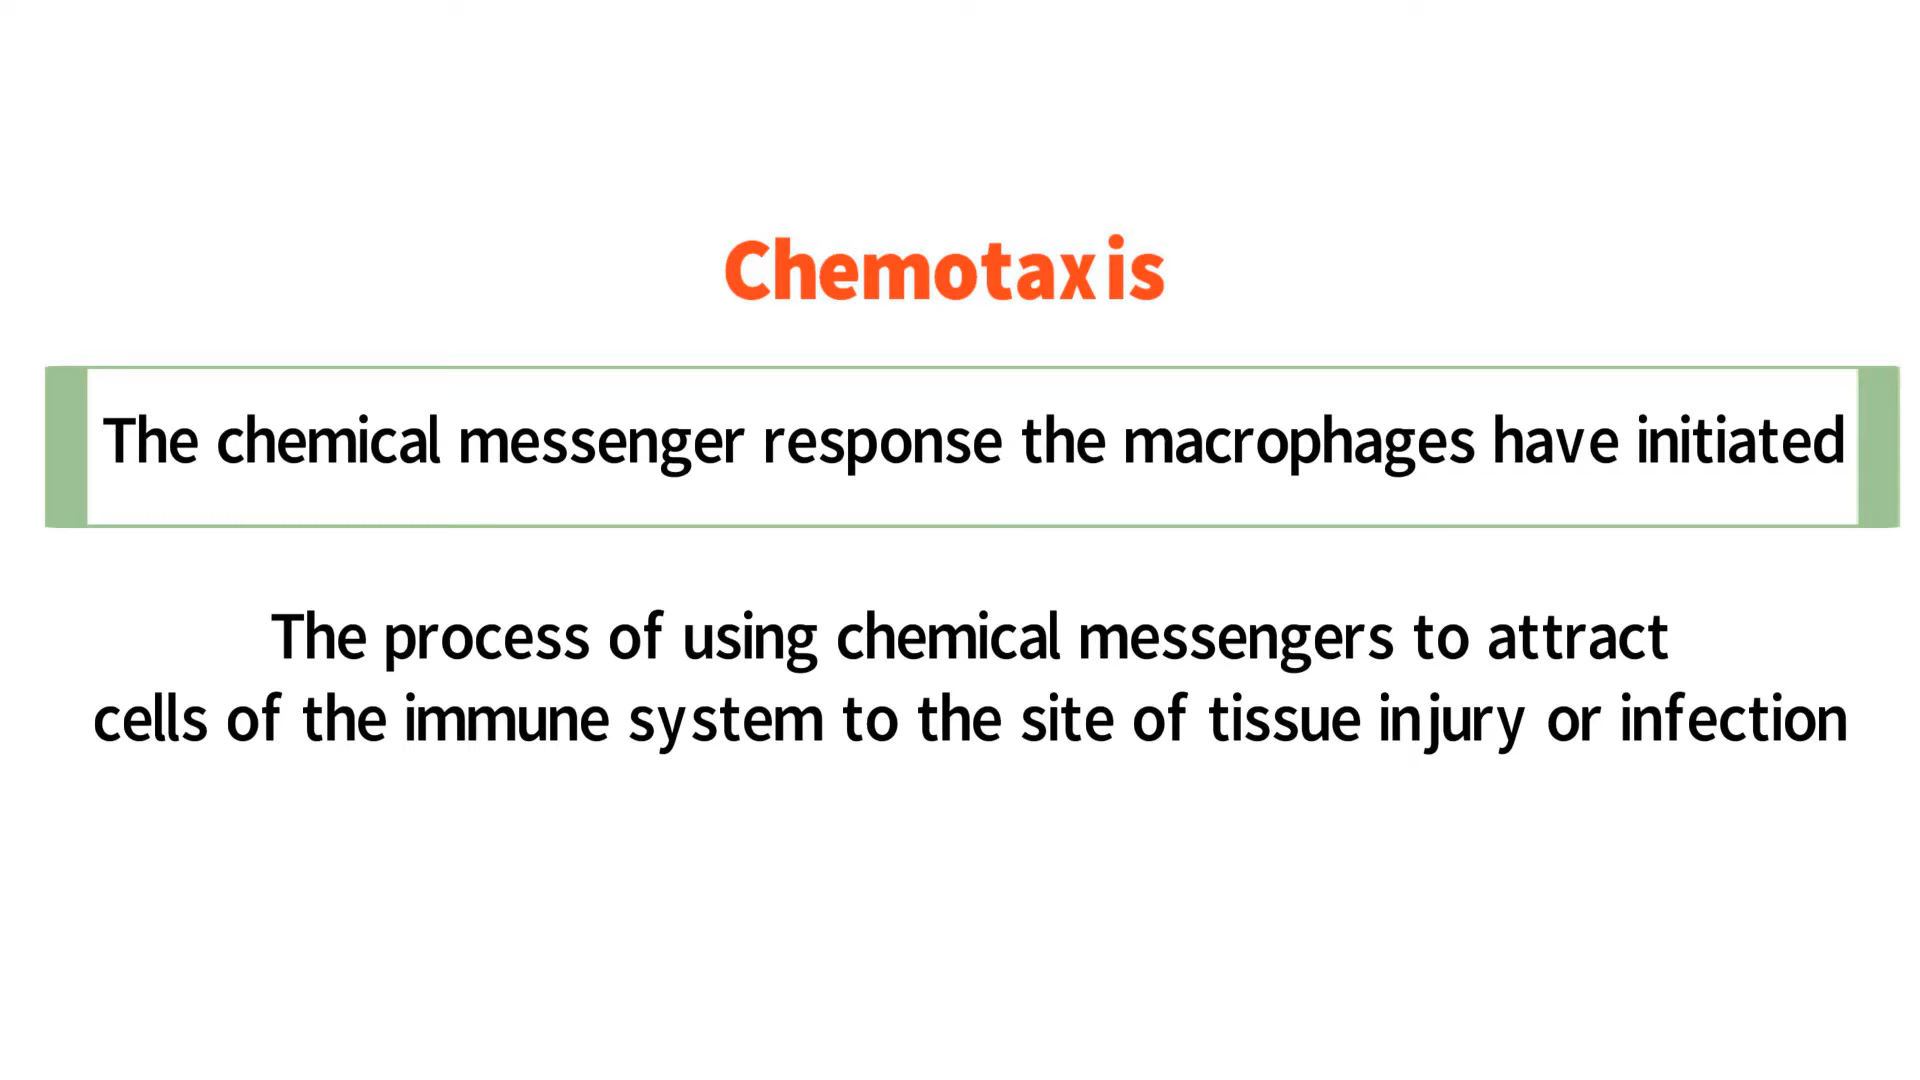 Chemotaxis
The chemical messenger response the macrophages have initiated
The process of using chemical messengers to attract
cells of the immune system to the site of tissue injury or infection